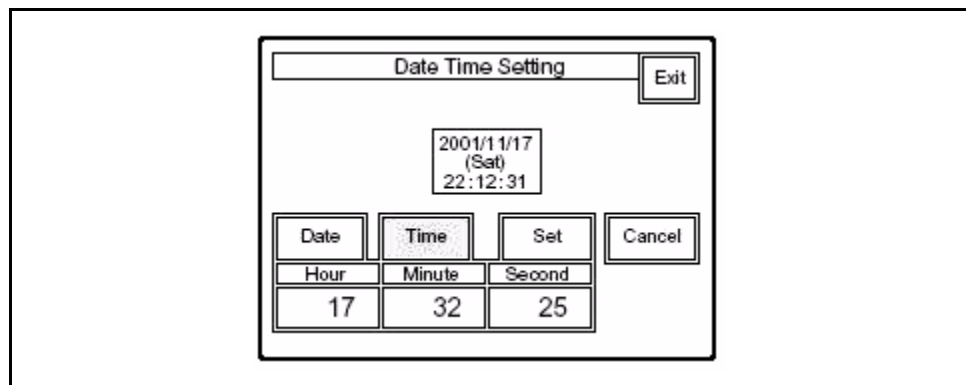 Date Time Setting
Exit
2001/11/17
(Sat)
22:12:31
Date Time Set Cancel
Hour Minute Second
17 32 25